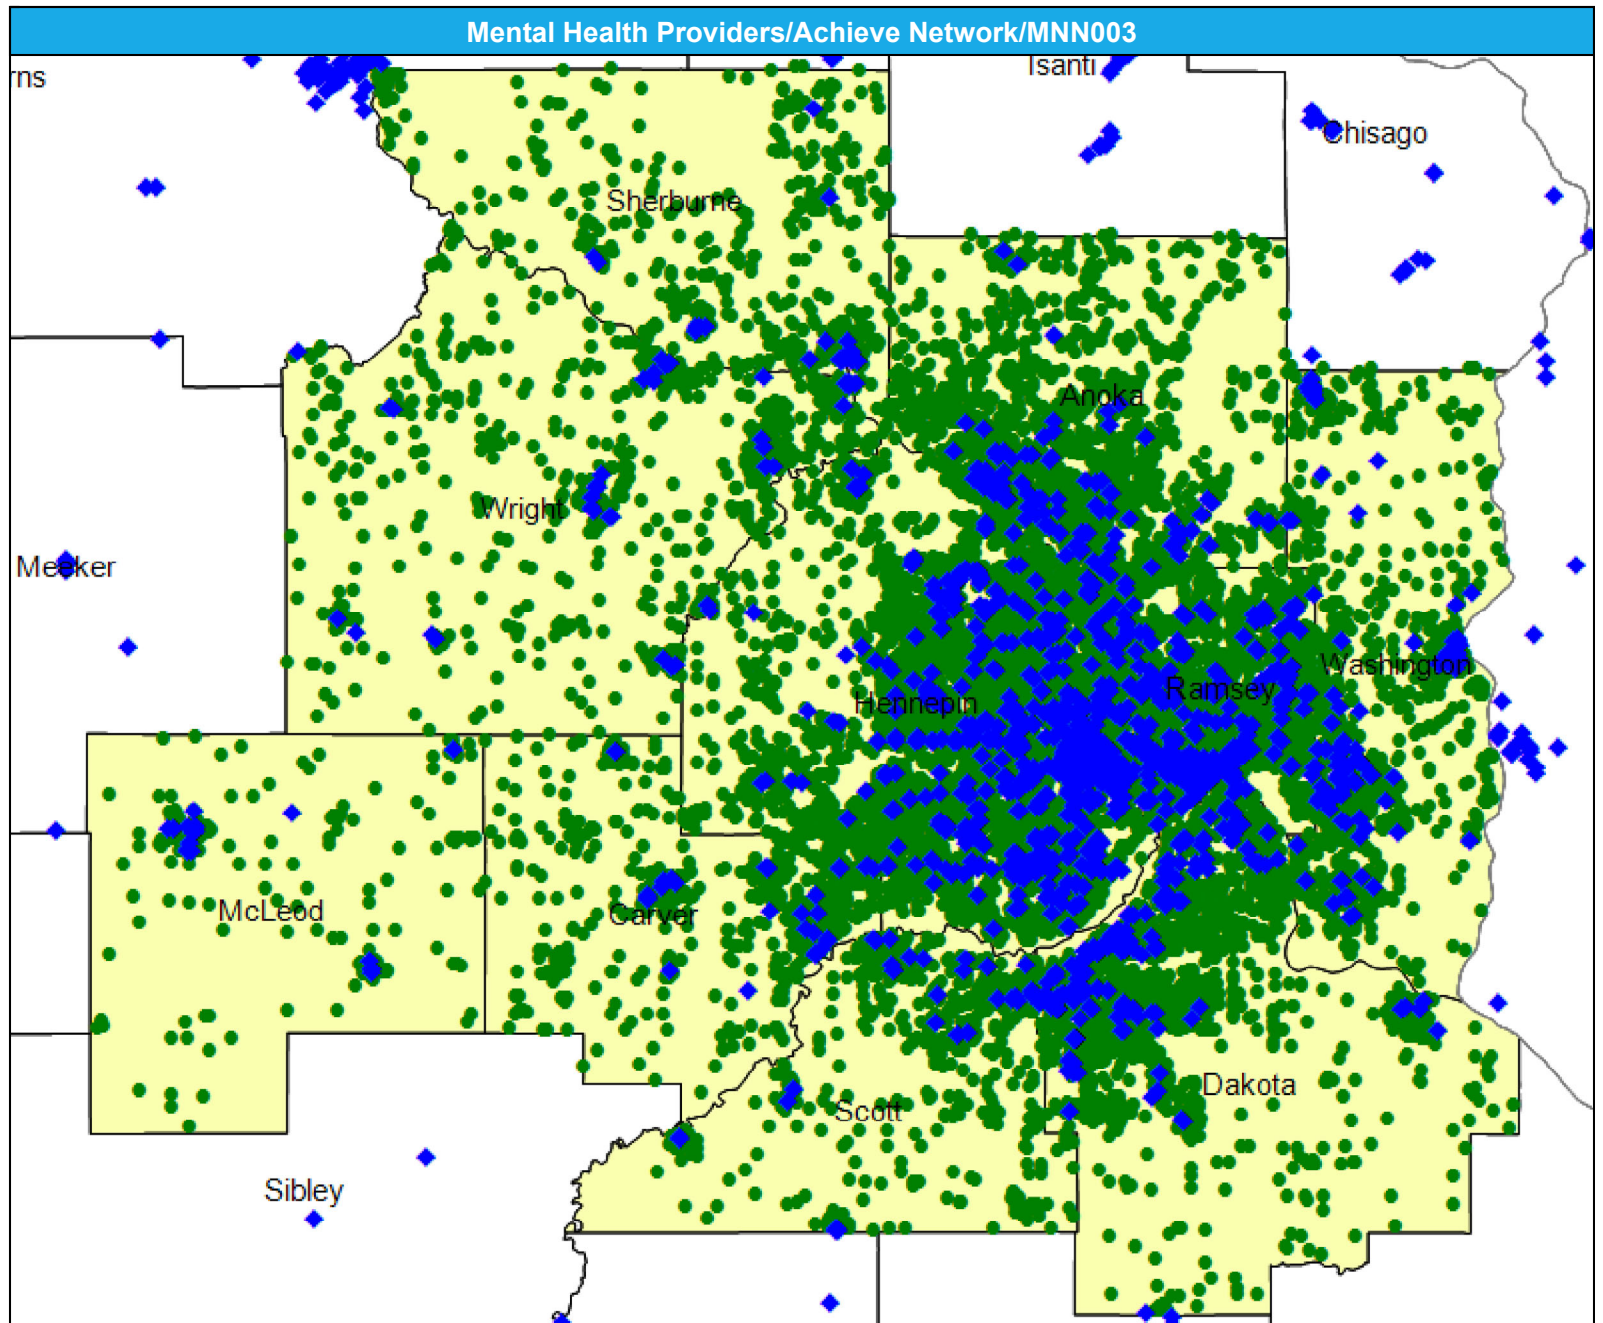 Mental Health Providers/Achieve Network/MNN003
Isanti
rns
Chisago
Sherburne
Anoka
Wright
Meeker
Washington
Ramsey
Hennepin
McLeod
Carver
Dakota
Scott
Sibley